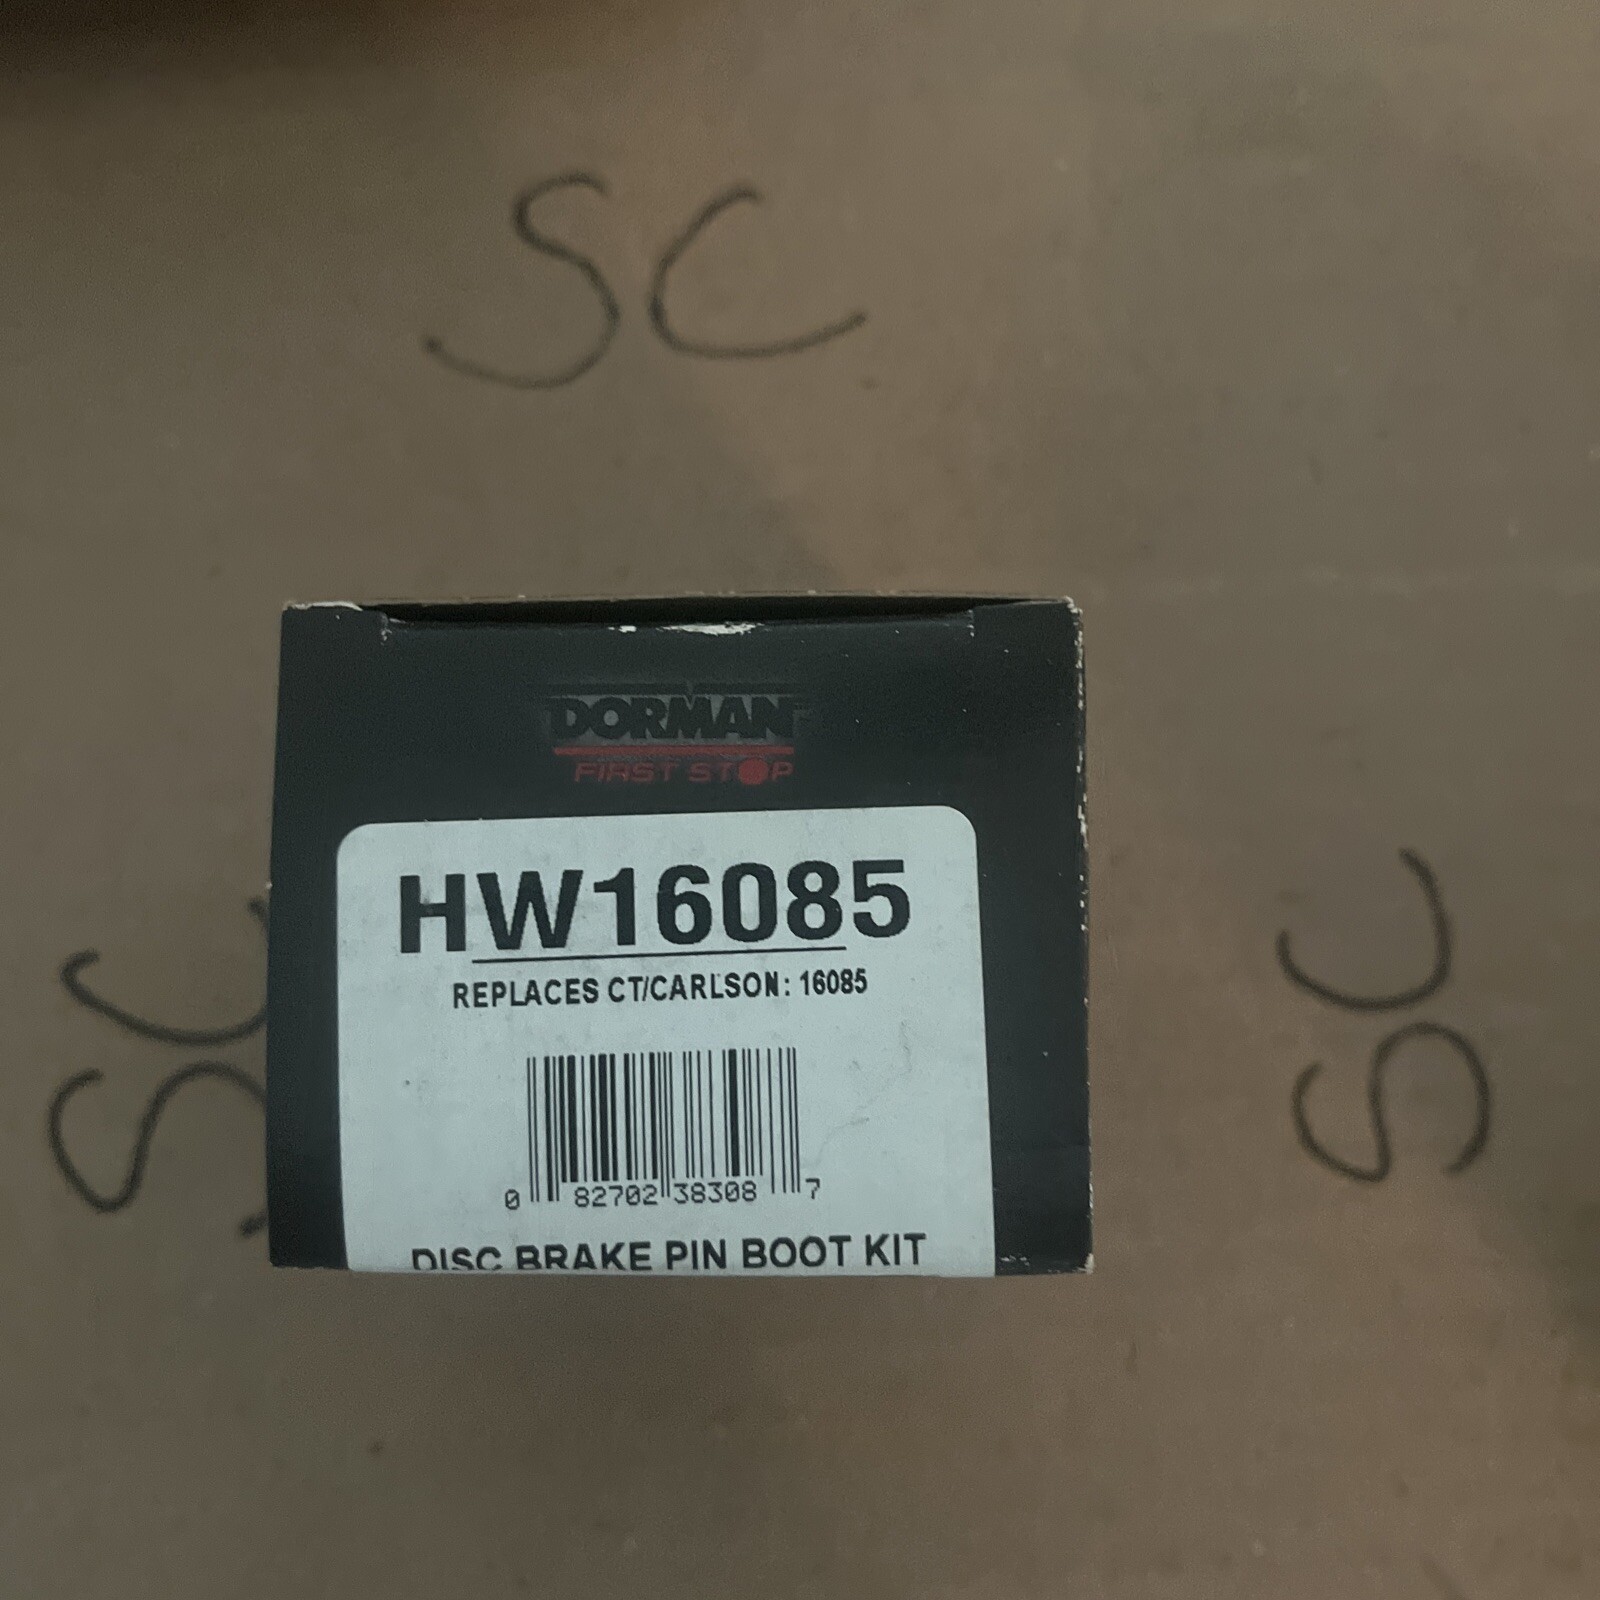 SC
DORMAN
FIRST STOP
HW16085
REPLACES CT/CARLSON: 16085
0 82702 38308 7
DISC BRAKE PIN BOOT KIT
SC
SC